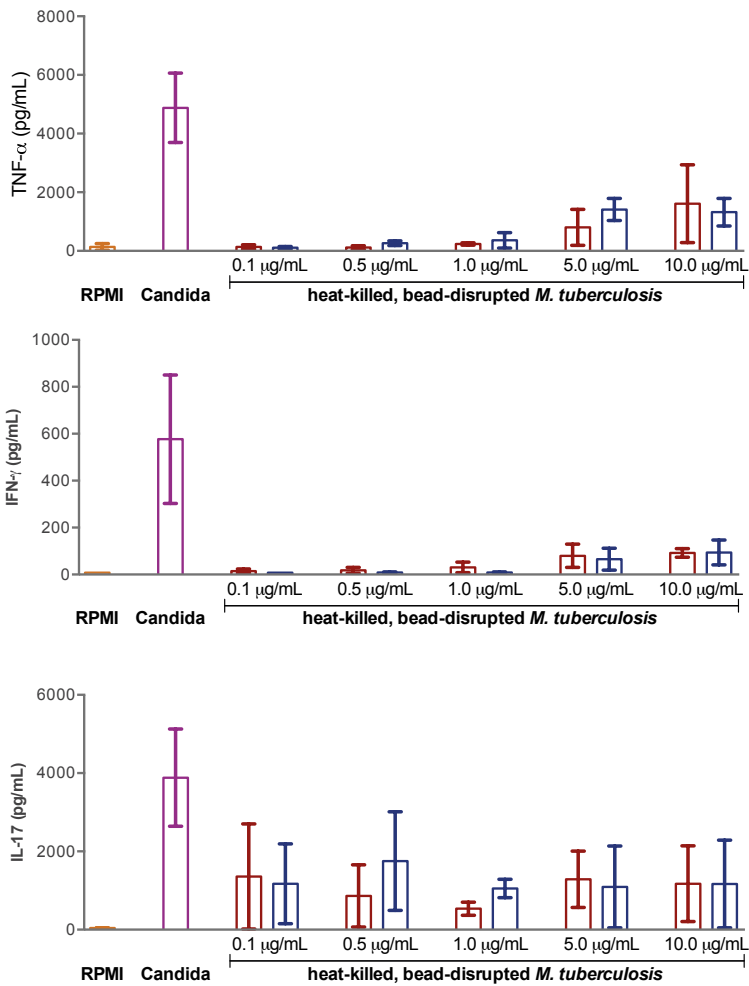 8000
6000
4000
2000
0
TNF-α (pg/mL)
0.1 μg/mL 0.5 μg/mL 1.0 μg/mL 5.0 μg/mL 10.0 μg/mL
RPMI Candida heat-killed, bead-disrupted M. tuberculosis
1000
800
600
400
200
0
IFN-γ (pg/mL)
0.1 μg/mL 0.5 μg/mL 1.0 μg/mL 5.0 μg/mL 10.0 μg/mL
RPMI Candida heat-killed, bead-disrupted M. tuberculosis
6000
4000
2000
0
IL-17 (pg/mL)
0.1 μg/mL 0.5 μg/mL 1.0 μg/mL 5.0 μg/mL 10.0 μg/mL
RPMI Candida heat-killed, bead-disrupted M. tuberculosis